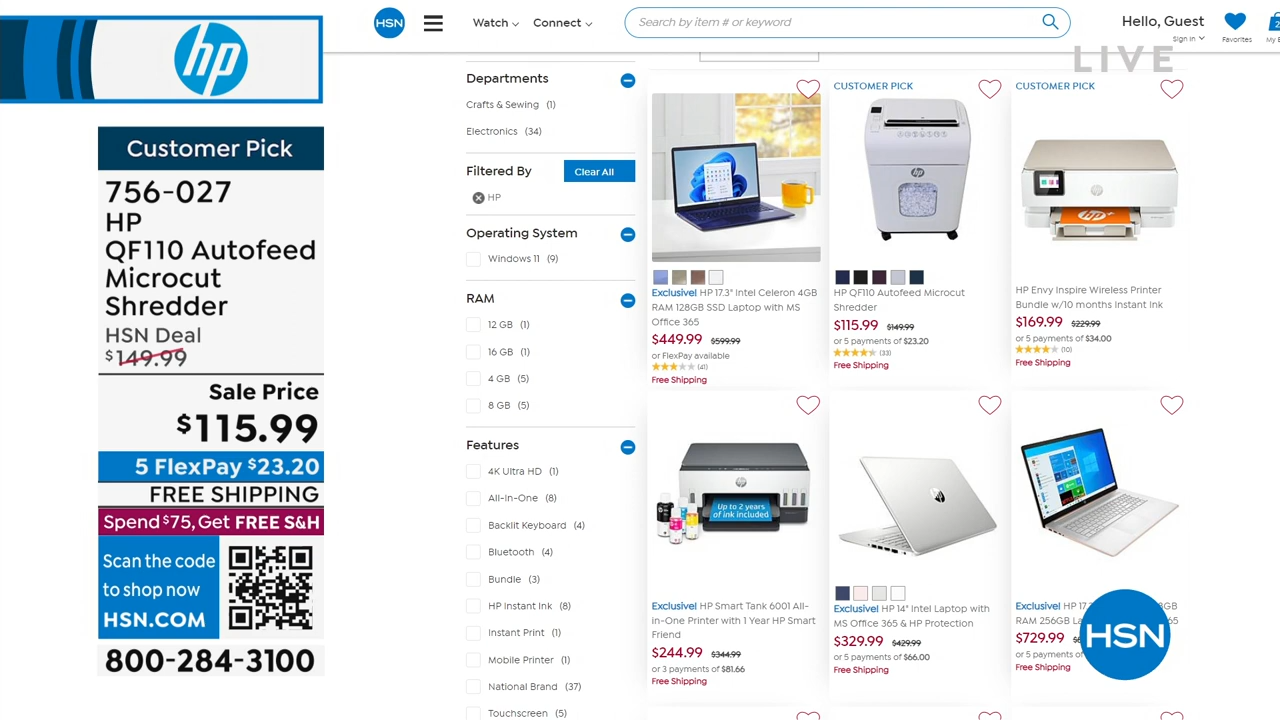 hp
Customer Pick
756-027
HP
QF110 Autofeed
Microcut
Shredder
HSN Deal
$149.99
Sale Price
$115.99
5 FlexPay $23.20
FREE SHIPPING
Spend $75, Get FREE S&H
Scan the code
to shop now
HSN.COM
800-284-3100
HSN
Watch
Connect
Search by item # or keyword
Hello, Guest
Sign In
Favorites
My
LIVE
Departments
Crafts & Sewing (1)
Electronics (34)
Filtered By
Clear All
HP
Operating System
Windows 11 (9)
RAM
12 GB (1)
16 GB (1)
4 GB (5)
8 GB (5)
Features
4K Ultra HD (1)
All-In-One (8)
Backlit Keyboard (4)
Bluetooth (4)
Bundle (3)
HP Instant Ink (8)
Instant Print (1)
Mobile Printer (1)
National Brand (37)
Touchscreen (5)
Exclusive! HP 17.3" Intel Celeron 4GB
RAM 128GB SSD Laptop with MS
Office 365
$449.99 $599.99
or FlexPay available
(41)
Free Shipping
CUSTOMER PICK
hp
HP QF110 Autofeed Microcut
Shredder
$115.99 $149.99
or 5 payments of $23.20
(33)
Free Shipping
CUSTOMER PICK
hp
HP Envy Inspire Wireless Printer
Bundle w/10 months Instant Ink
$169.99 $229.99
or 5 payments of $34.00
(10)
Free Shipping
Up to 2 years
of ink included
Exclusive! HP Smart Tank 6001 All-
in-One Printer with 1 Year HP Smart
Friend
$244.99 $344.99
or 3 payments of $81.66
Free Shipping
hp
Exclusive! HP 14" Intel Laptop with
MS Office 365 & HP Protection
$329.99 $429.99
or 5 payments of $66.00
Free Shipping
Exclusive! HP 17. GB
RAM 256GB 65
$729.99
or 5 payments of
Free Shipping
HSN